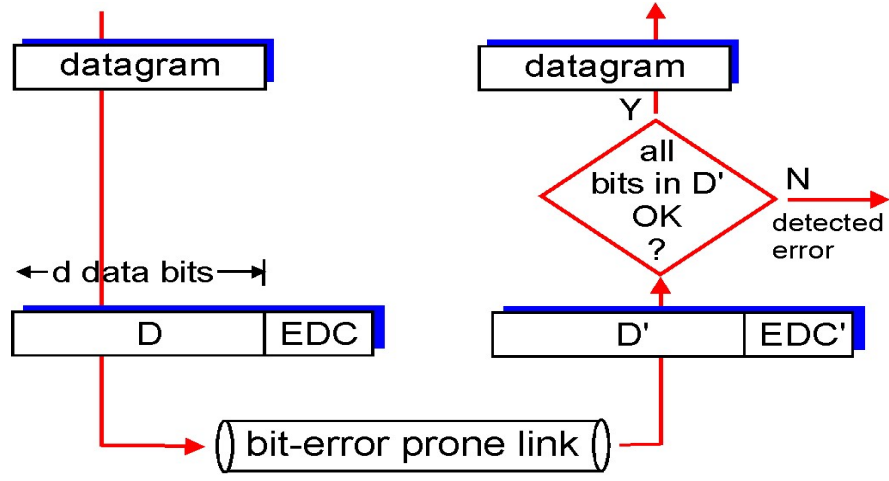 datagram
d data bits
D
EDC
bit-error prone link
datagram
Y
all
bits in D'
OK
?
N
detected
error
D'
EDC'